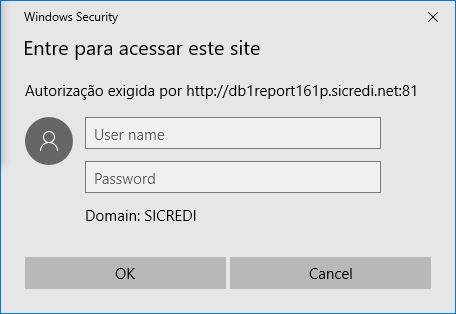 Windows Security
Entre para acessar este site
Autorização exigida por http://db1report161p.sicredi.net:81
User name
Password
Domain: SICREDI
OK
Cancel